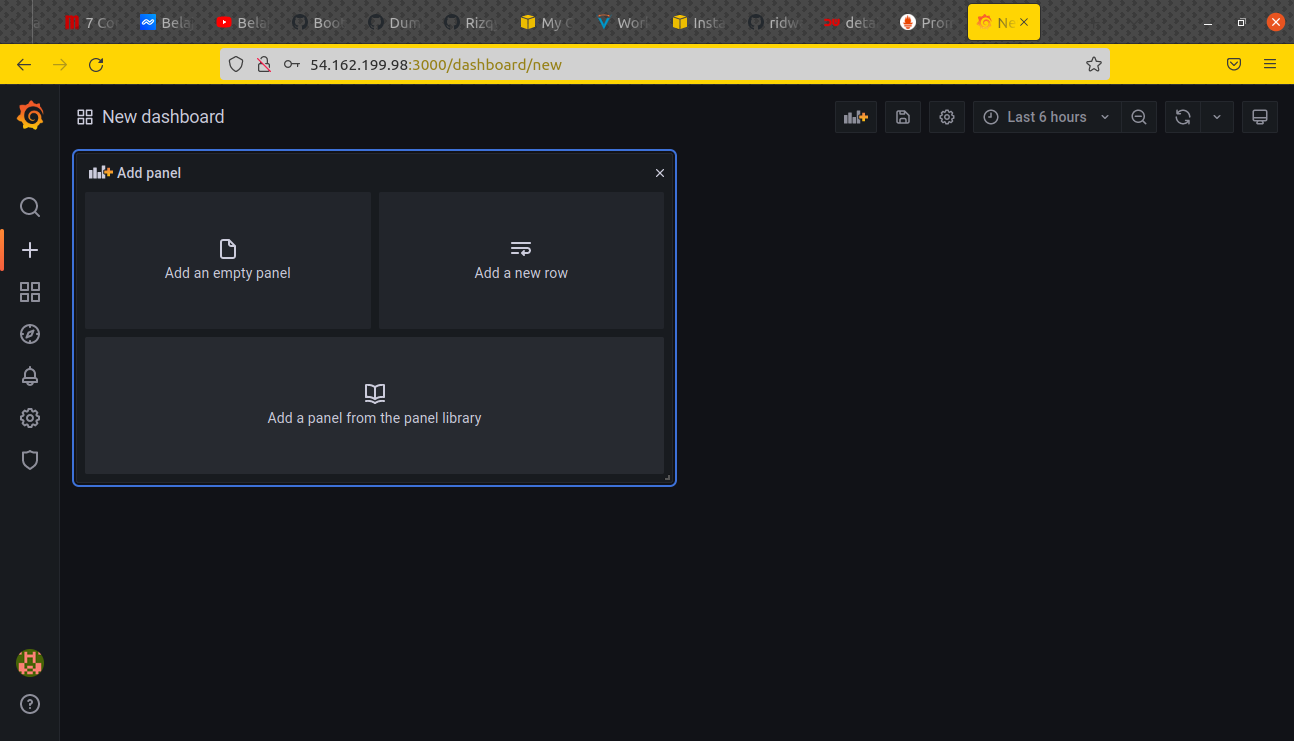 7 Co
Bela
Bela
Boo
Dum
Rizq
My
Wor
Insta
ridw
deta
Pron
Ne
54.162.199.98:3000/dashboard/new
New dashboard
Last 6 hours
Add panel
Add an empty panel
Add a new row
Add a panel from the panel library